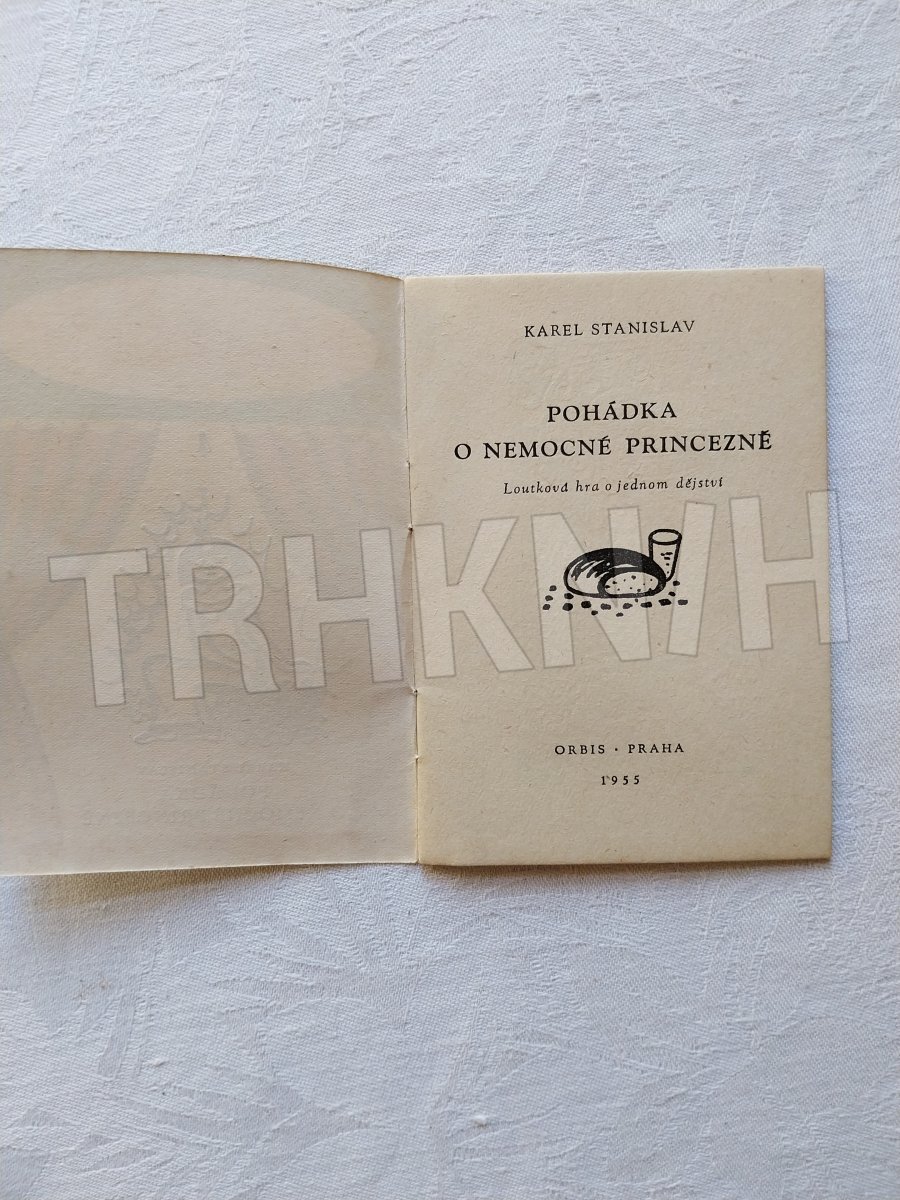 KAREL STANISLAV
POHÁDKA
O NEMOCNÉ PRINCEZNĚ
Loutková hra o jednom dějství
TRHKNIH
ORBIS · PRAHA
1955